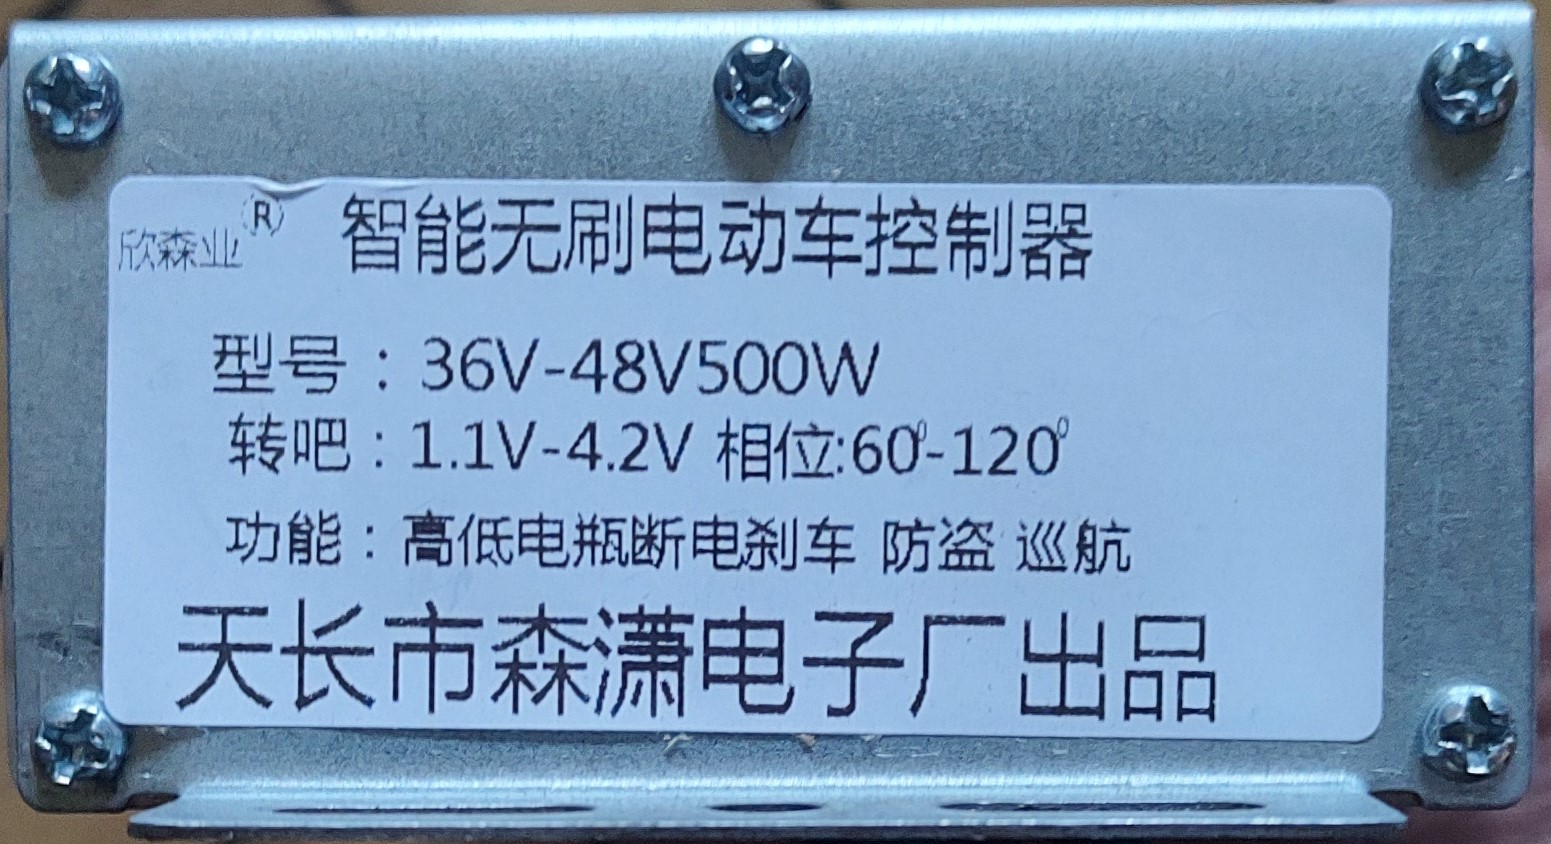 欣森业® 智能无刷电动车控制器
型号：36V-48V500W
转吧：1.1V-4.2V 相位:60°-120°
功能：高低电瓶断电刹车 防盗 巡航
天长市森潇电子厂出品